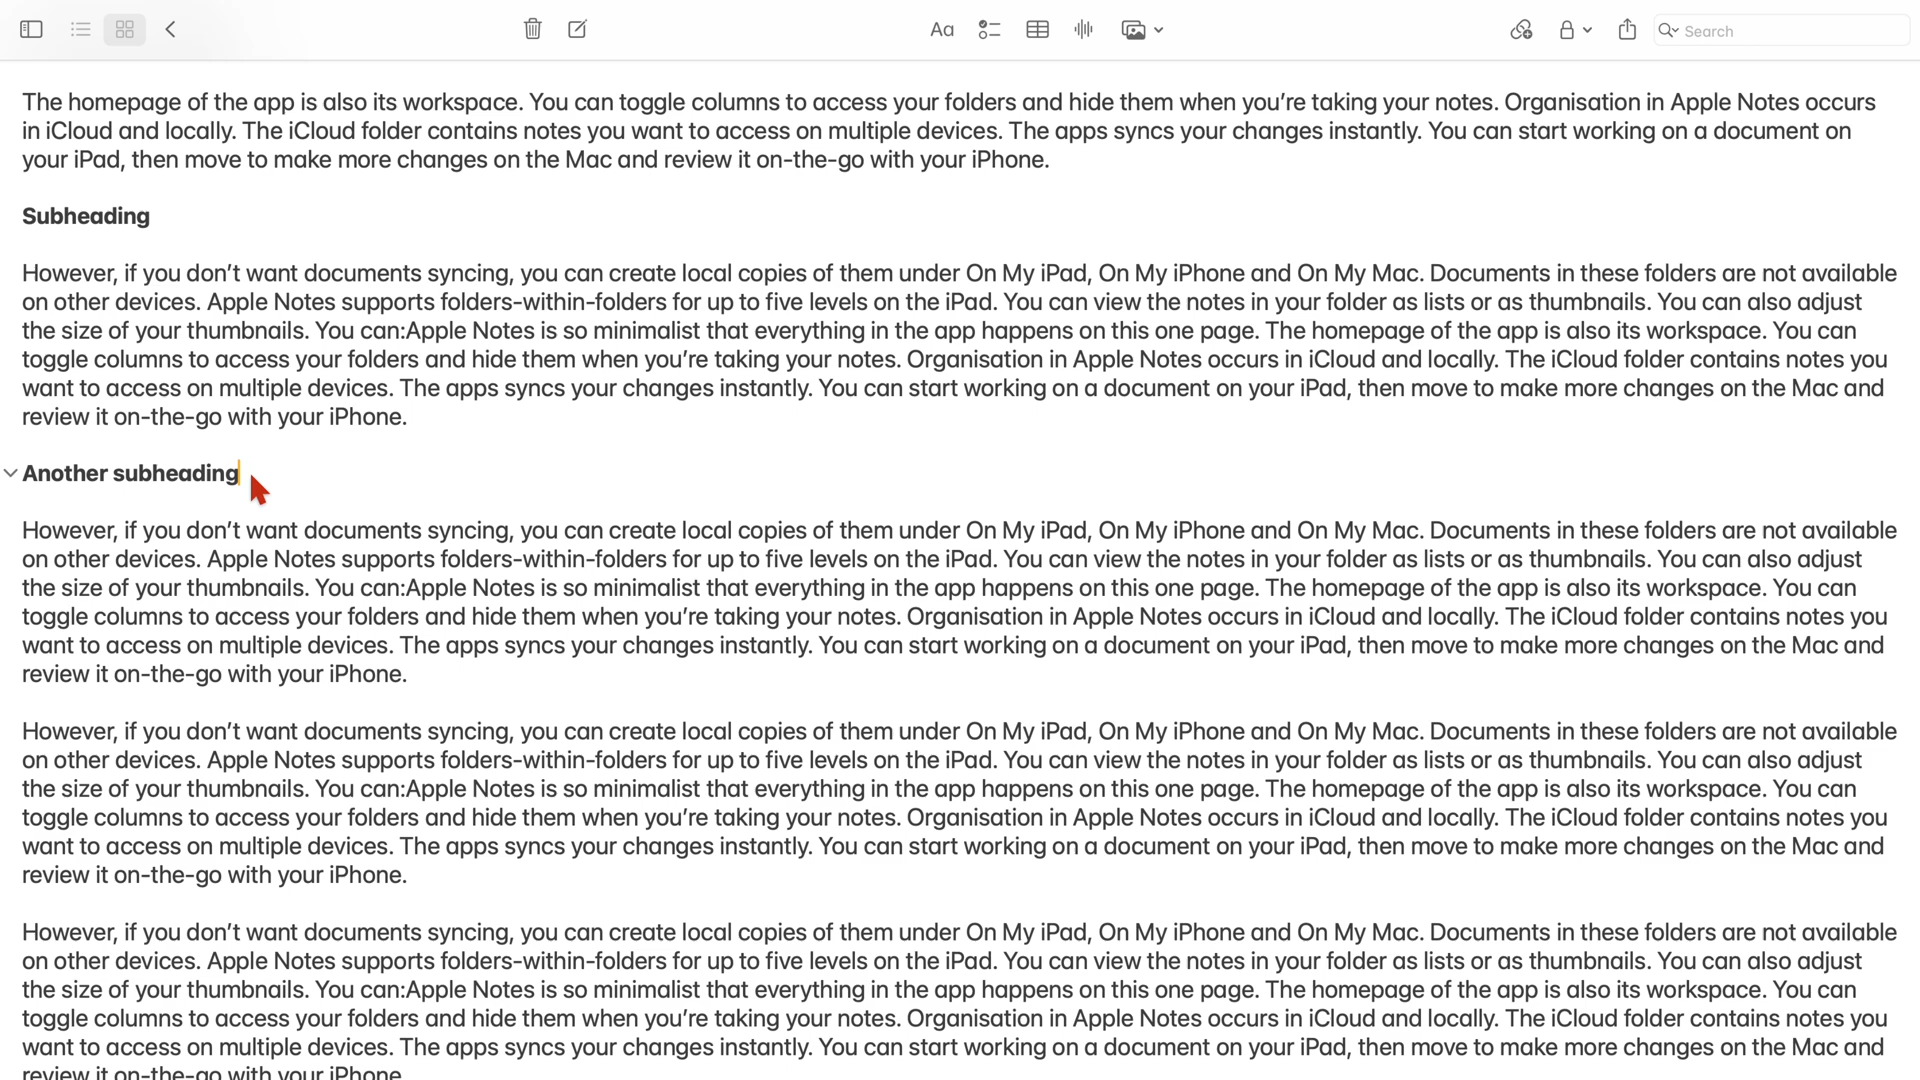 Aa
Search
The homepage of the app is also its workspace. You can toggle columns to access your folders and hide them when you’re taking your notes. Organisation in Apple Notes occurs
in iCloud and locally. The iCloud folder contains notes you want to access on multiple devices. The apps syncs your changes instantly. You can start working on a document on
your iPad, then move to make more changes on the Mac and review it on-the-go with your iPhone.
Subheading
However, if you don’t want documents syncing, you can create local copies of them under On My iPad, On My iPhone and On My Mac. Documents in these folders are not available
on other devices. Apple Notes supports folders-within-folders for up to five levels on the iPad. You can view the notes in your folder as lists or as thumbnails. You can also adjust
the size of your thumbnails. You can:Apple Notes is so minimalist that everything in the app happens on this one page. The homepage of the app is also its workspace. You can
toggle columns to access your folders and hide them when you’re taking your notes. Organisation in Apple Notes occurs in iCloud and locally. The iCloud folder contains notes you
want to access on multiple devices. The apps syncs your changes instantly. You can start working on a document on your iPad, then move to make more changes on the Mac and
review it on-the-go with your iPhone.
Another subheading
However, if you don’t want documents syncing, you can create local copies of them under On My iPad, On My iPhone and On My Mac. Documents in these folders are not available
on other devices. Apple Notes supports folders-within-folders for up to five levels on the iPad. You can view the notes in your folder as lists or as thumbnails. You can also adjust
the size of your thumbnails. You can:Apple Notes is so minimalist that everything in the app happens on this one page. The homepage of the app is also its workspace. You can
toggle columns to access your folders and hide them when you’re taking your notes. Organisation in Apple Notes occurs in iCloud and locally. The iCloud folder contains notes you
want to access on multiple devices. The apps syncs your changes instantly. You can start working on a document on your iPad, then move to make more changes on the Mac and
review it on-the-go with your iPhone.
However, if you don’t want documents syncing, you can create local copies of them under On My iPad, On My iPhone and On My Mac. Documents in these folders are not available
on other devices. Apple Notes supports folders-within-folders for up to five levels on the iPad. You can view the notes in your folder as lists or as thumbnails. You can also adjust
the size of your thumbnails. You can:Apple Notes is so minimalist that everything in the app happens on this one page. The homepage of the app is also its workspace. You can
toggle columns to access your folders and hide them when you’re taking your notes. Organisation in Apple Notes occurs in iCloud and locally. The iCloud folder contains notes you
want to access on multiple devices. The apps syncs your changes instantly. You can start working on a document on your iPad, then move to make more changes on the Mac and
review it on-the-go with your iPhone.
However, if you don’t want documents syncing, you can create local copies of them under On My iPad, On My iPhone and On My Mac. Documents in these folders are not available
on other devices. Apple Notes supports folders-within-folders for up to five levels on the iPad. You can view the notes in your folder as lists or as thumbnails. You can also adjust
the size of your thumbnails. You can:Apple Notes is so minimalist that everything in the app happens on this one page. The homepage of the app is also its workspace. You can
toggle columns to access your folders and hide them when you’re taking your notes. Organisation in Apple Notes occurs in iCloud and locally. The iCloud folder contains notes you
want to access on multiple devices. The apps syncs your changes instantly. You can start working on a document on your iPad, then move to make more changes on the Mac and
review it on-the-go with your iPhone.